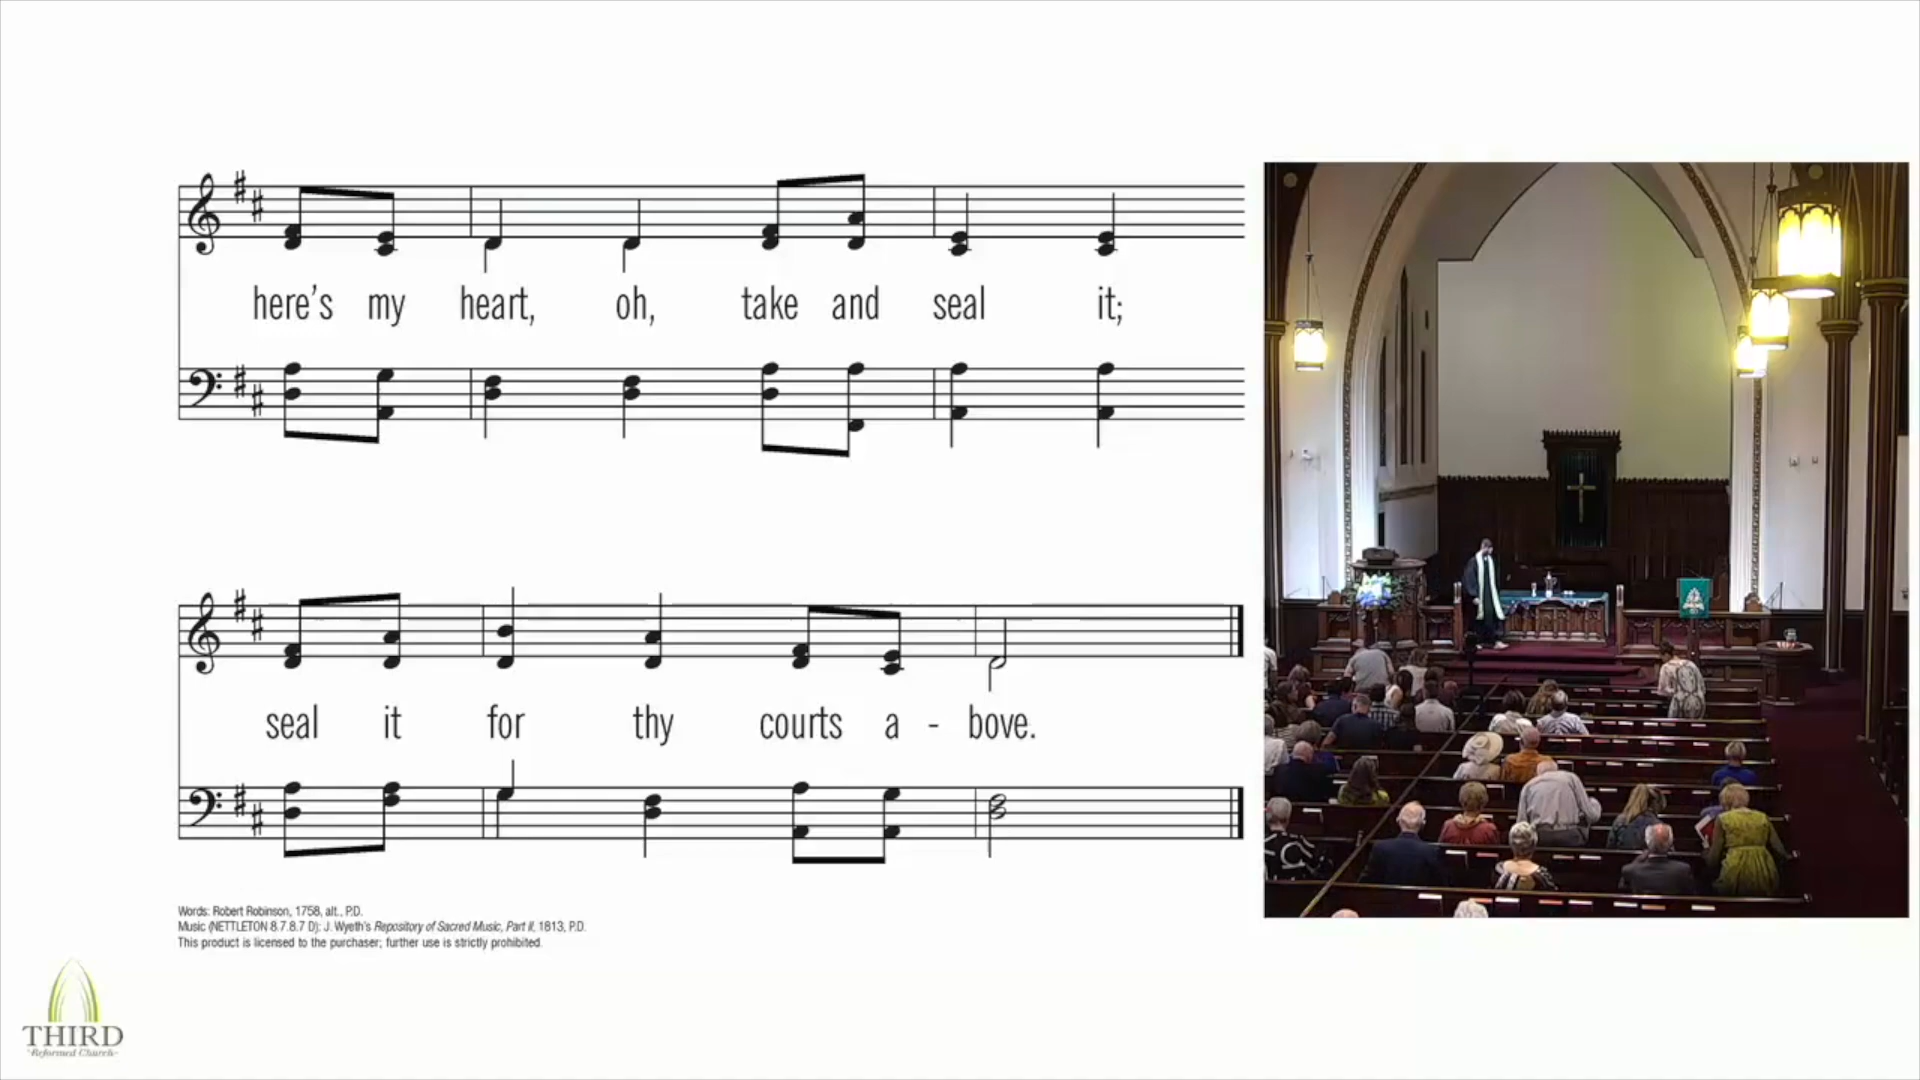 here's my heart, oh, take and seal it;
seal it for thy courts a - bove.
Words: Robert Robinson, 1758, alt., P.D.
Music (NETTLETON 8.7.8.7 D): J. Wyeth's Repository of Sacred Music, Part II, 1813, P.D.
This product is licensed to the purchaser; further use is strictly prohibited.
THIRD
Reformed Church